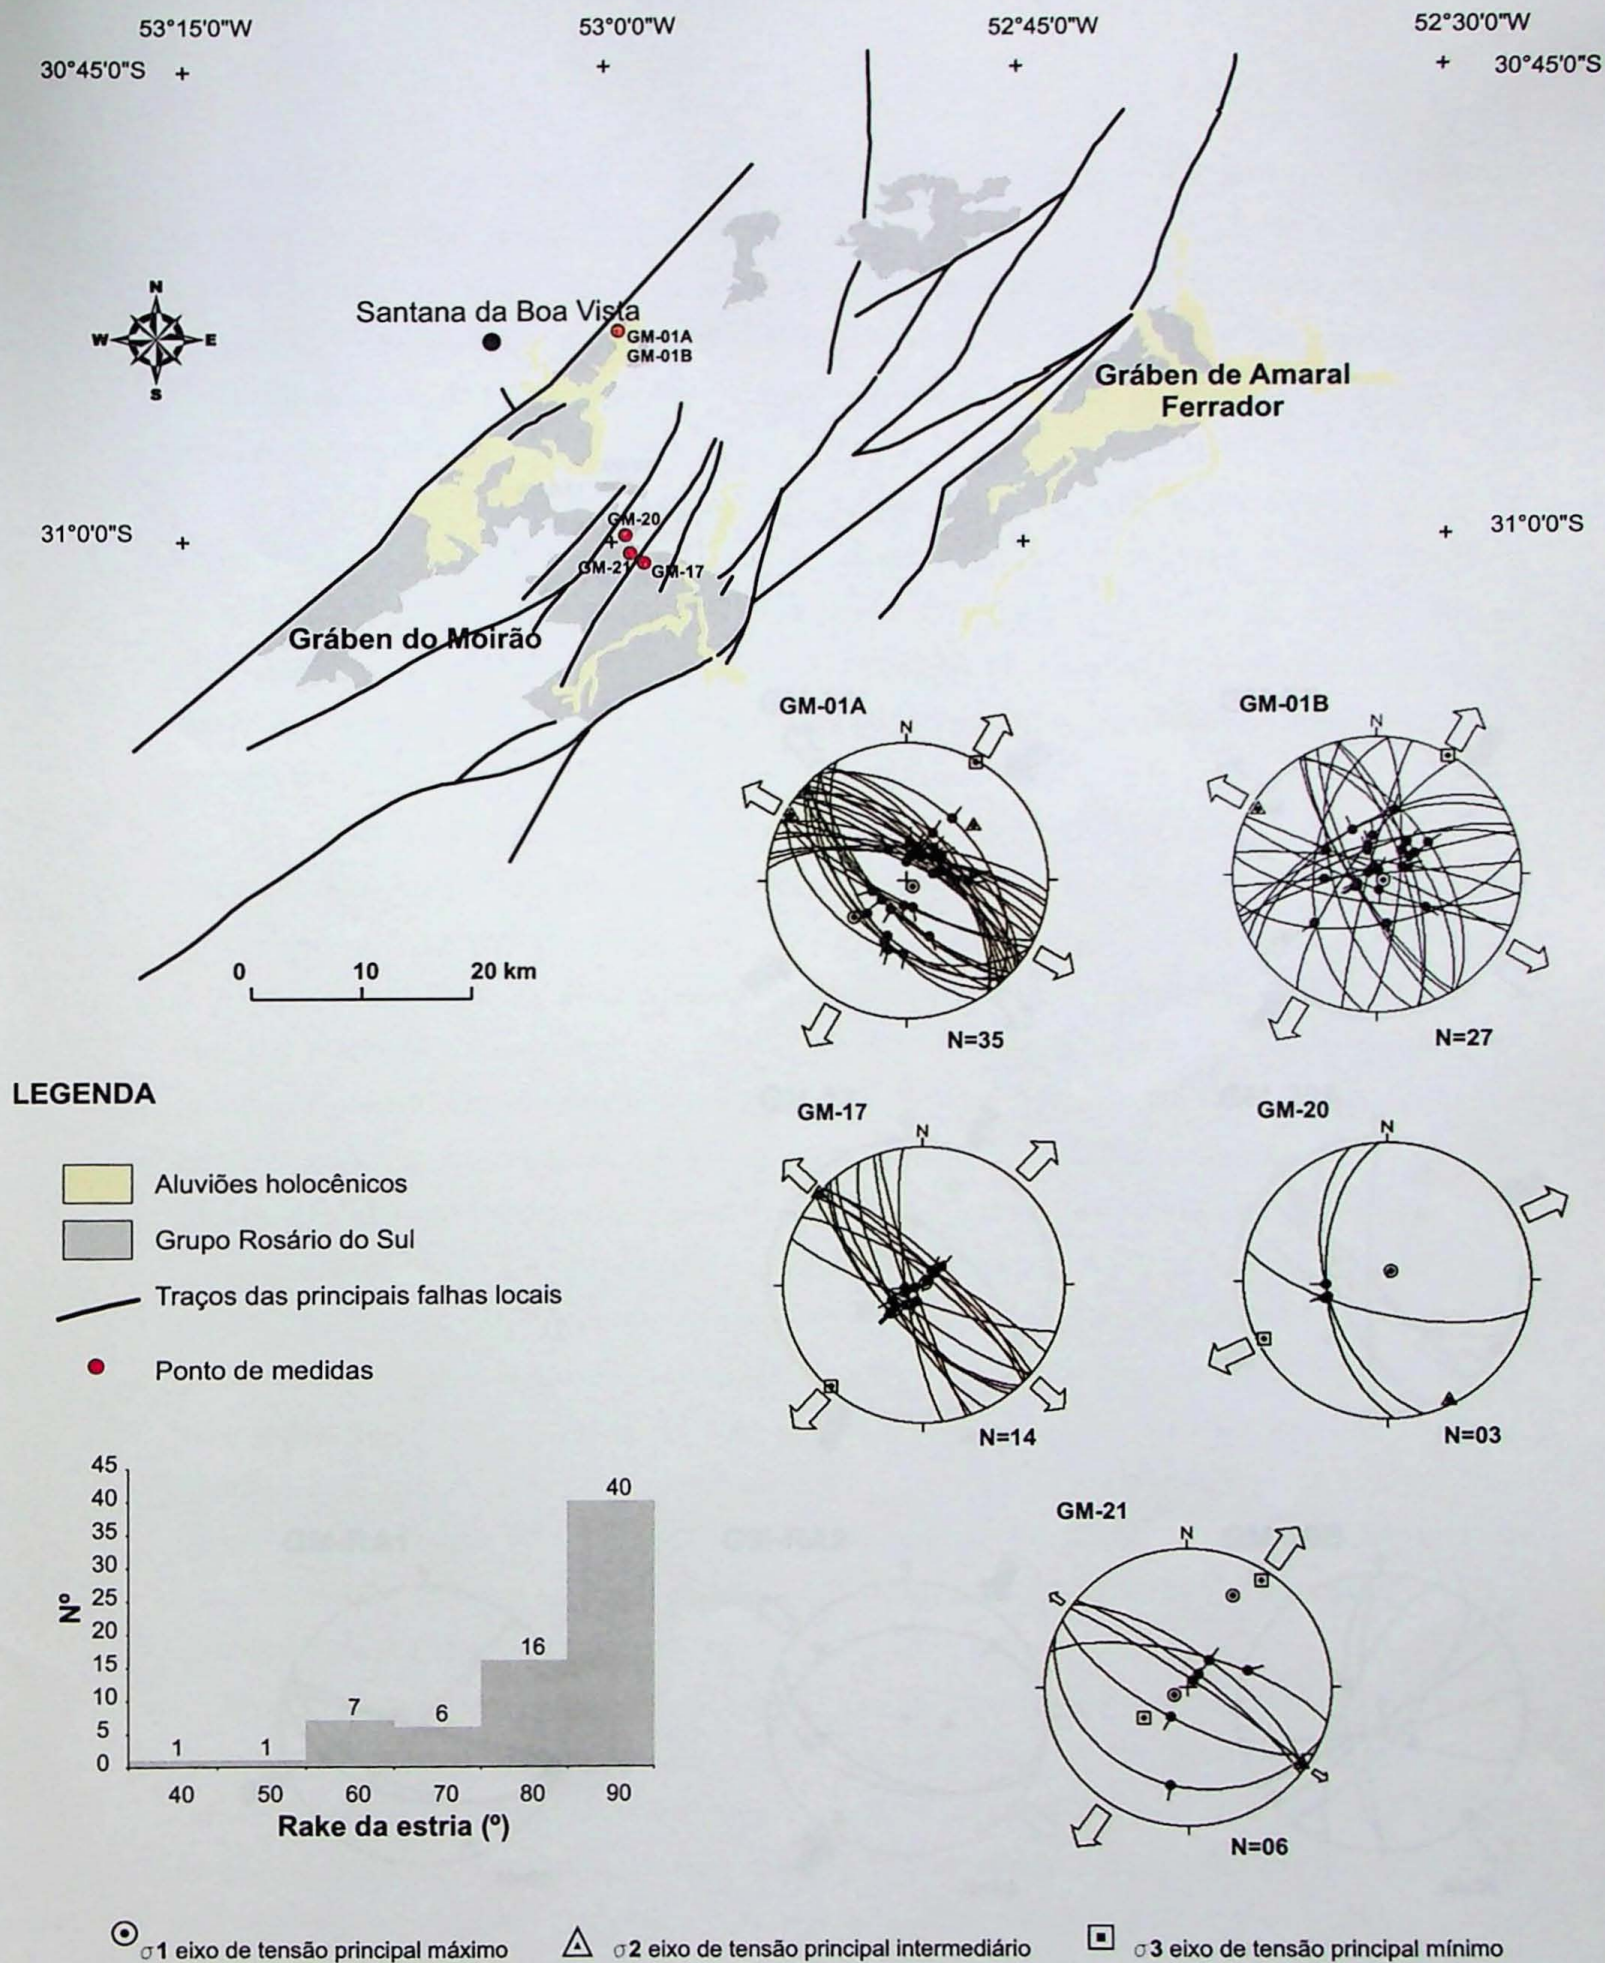 53°15'0"W 53°0'0"W 52°45'0"W 52°30'0"W
30°45'0"S 30°45'0"S
N
W E
S
Santana da Boa Vista
GM-01A
GM-01B
Gráben de Amaral
Ferrador
31°0'0"S 31°0'0"S
GM-20
GM-21 GM-17
Gráben do Moirão
0 10 20 km
GM-01A
N
N=35
GM-01B
N
N=27
LEGENDA
Aluviões holocênicos
Grupo Rosário do Sul
Traços das principais falhas locais
Ponto de medidas
GM-17
N
N=14
GM-20
N
N=03
GM-21
N
N=06
45
40
35
30
25
20
15
10
5
0
Nº
1 1 7 6 16 40
40 50 60 70 80 90
Rake da estria (º)
σ1 eixo de tensão principal máximo
σ2 eixo de tensão principal intermediário
σ3 eixo de tensão principal mínimo